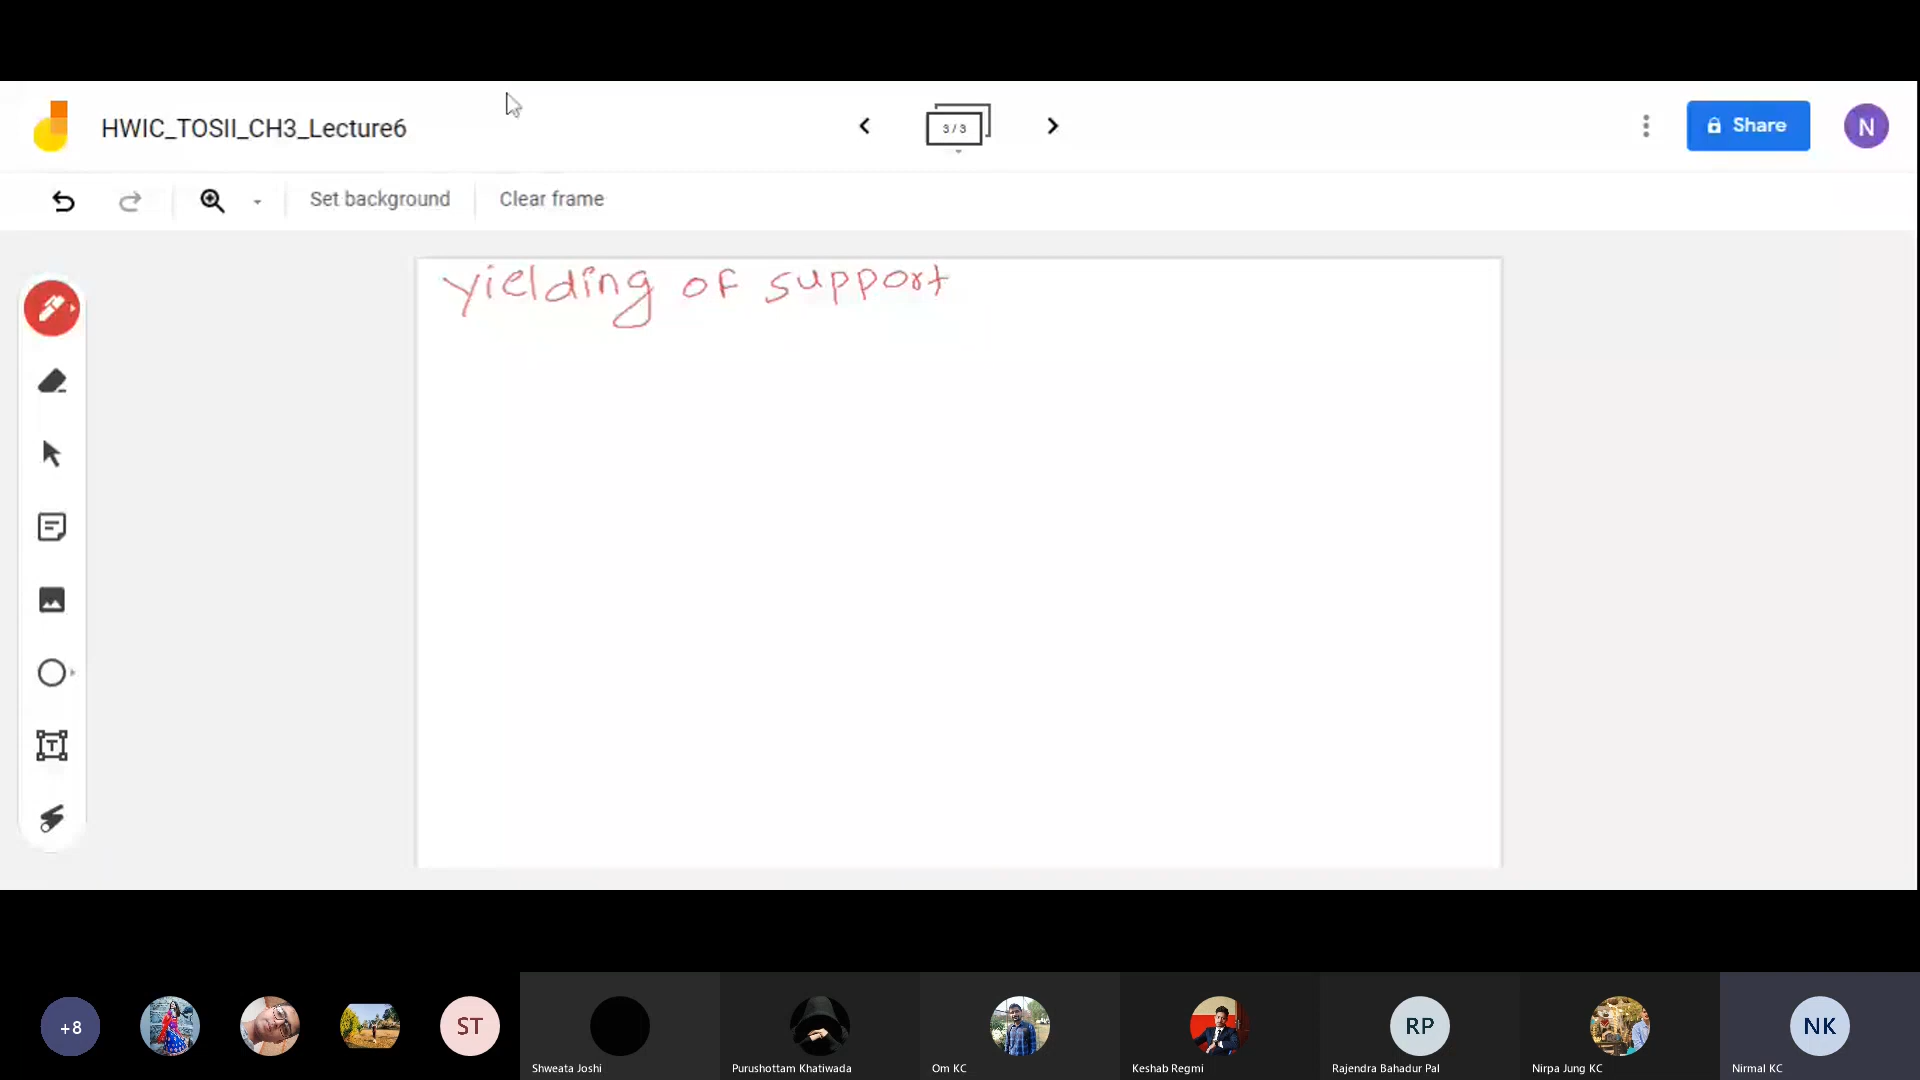 HWIC_TOSII_CH3_Lecture6
3 / 3
Share
N
Set background
Clear frame
yielding of support
+8
ST
RP
NK
Shweata Joshi
Purushottam Khatiwada
Om KC
Keshab Regmi
Rajendra Bahadur Pal
Nirpa Jung KC
Nirmal KC